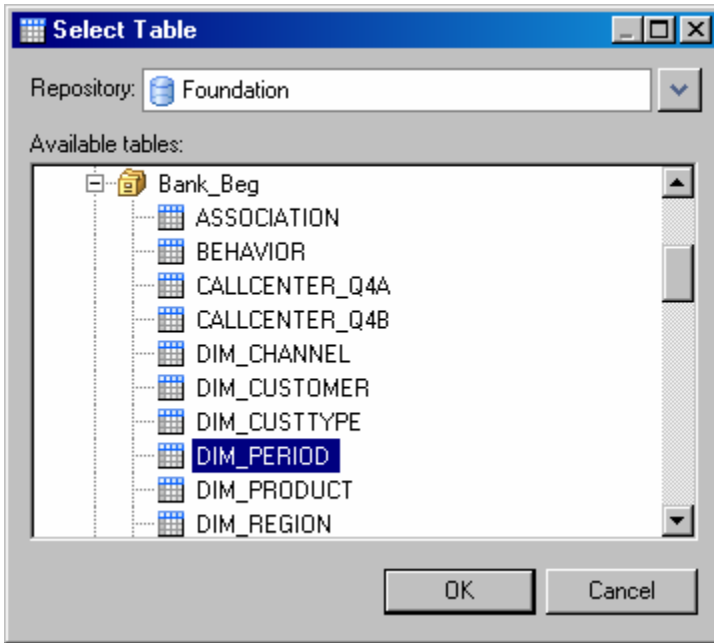 Select Table
Repository: Foundation
Available tables:
Bank_Beg
ASSOCIATION
BEHAVIOR
CALLCENTER_Q4A
CALLCENTER_Q4B
DIM_CHANNEL
DIM_CUSTOMER
DIM_CUSTTYPE
DIM_PERIOD
DIM_PRODUCT
DIM_REGION
OK Cancel